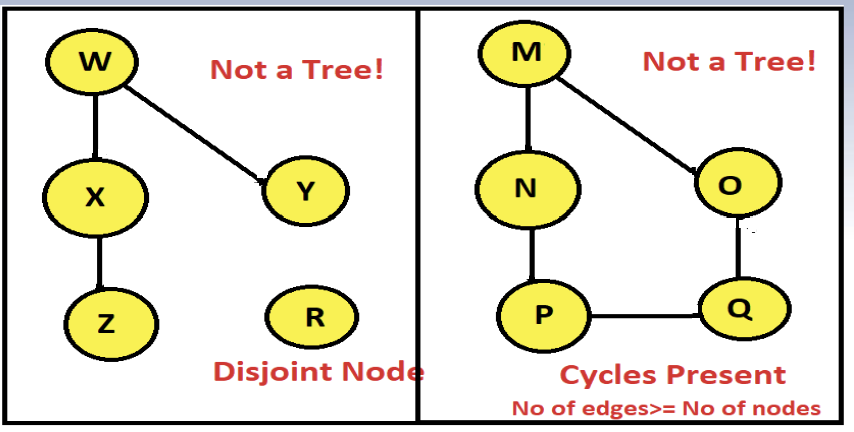 W
Not a Tree!
X
Y
Z
R
Disjoint Node
M
Not a Tree!
N
O
P
Q
Cycles Present
No of edges>= No of nodes